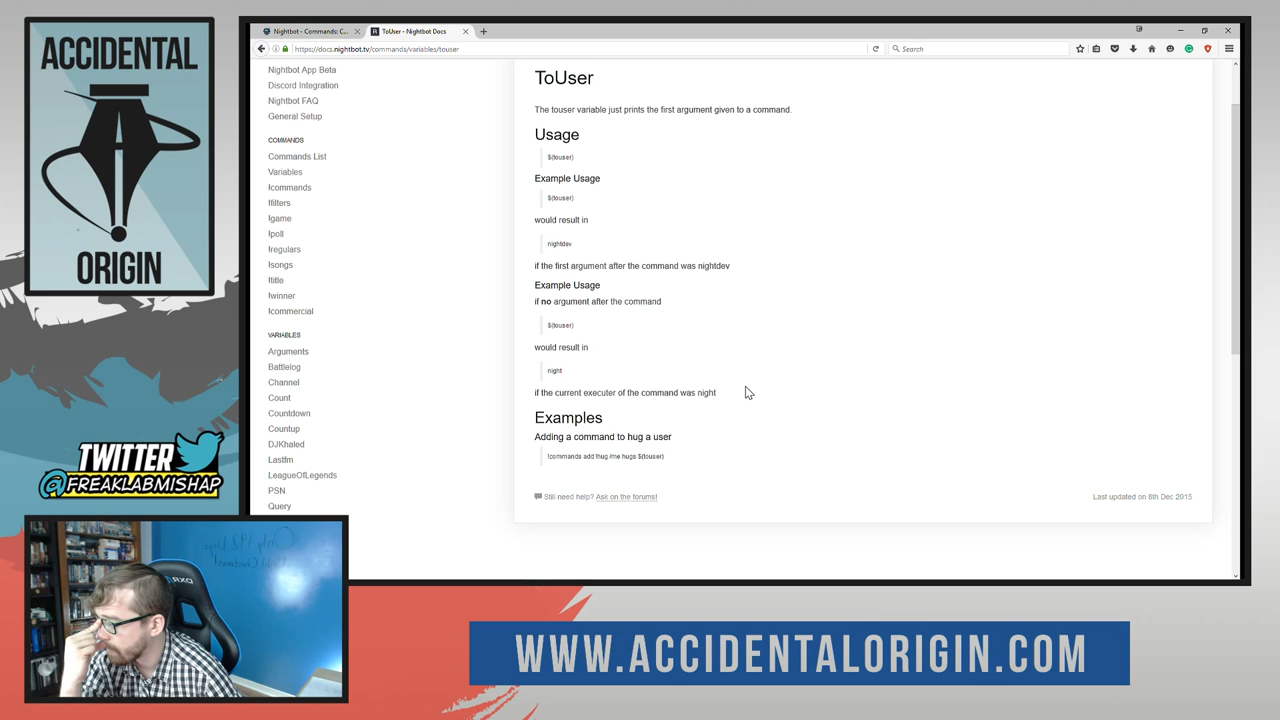 ACCIDENTAL
ORIGIN
TWITTER
@FREAKLABMISHAP
Nightbot - Commands: C...
ToUser - Nightbot Docs
https://docs.nightbot.tv/commands/variables/touser
Search
Nightbot App Beta
Discord Integration
Nightbot FAQ
General Setup
COMMANDS
Commands List
Variables
!commands
!filters
!game
!poll
!regulars
!songs
!title
!winner
!commercial
VARIABLES
Arguments
Battlelog
Channel
Count
Countdown
Countup
DJKhaled
Lastfm
LeagueOfLegends
PSN
Query
ToUser
The touser variable just prints the first argument given to a command.
Usage
$(touser)
Example Usage
$(touser)
would result in
nightdev
if the first argument after the command was nightdev
Example Usage
if no argument after the command
$(touser)
would result in
night
if the current executer of the command was night
Examples
Adding a command to hug a user
!commands add !hug /me hugs $(touser)
Still need help? Ask on the forums!
Last updated on 8th Dec 2015
WWW.ACCIDENTALORIGIN.COM